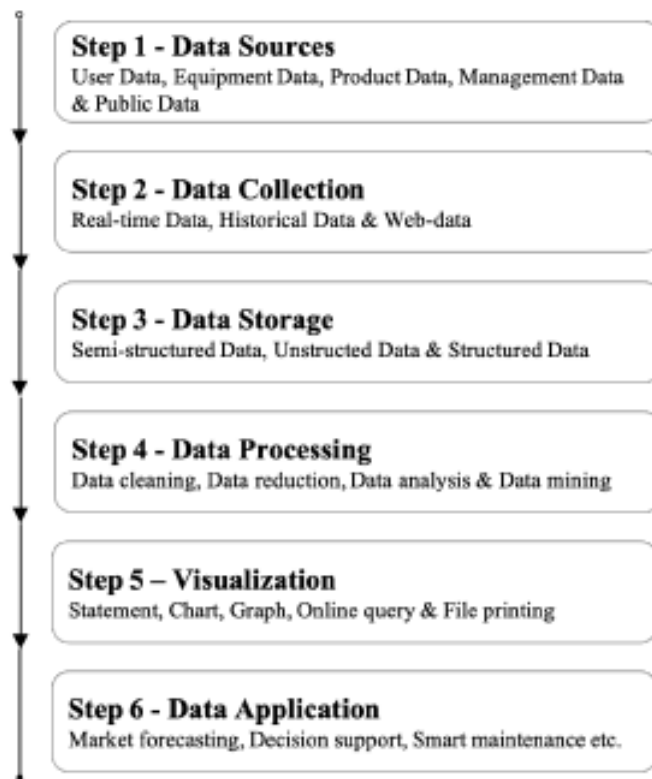 Step 1 - Data Sources
User Data, Equipment Data, Product Data, Management Data
& Public Data
Step 2 - Data Collection
Real-time Data, Historical Data & Web-data
Step 3 - Data Storage
Semi-structured Data, Unstructed Data & Structured Data
Step 4 - Data Processing
Data cleaning, Data reduction, Data analysis & Data mining
Step 5 – Visualization
Statement, Chart, Graph, Online query & File printing
Step 6 - Data Application
Market forecasting, Decision support, Smart maintenance etc.